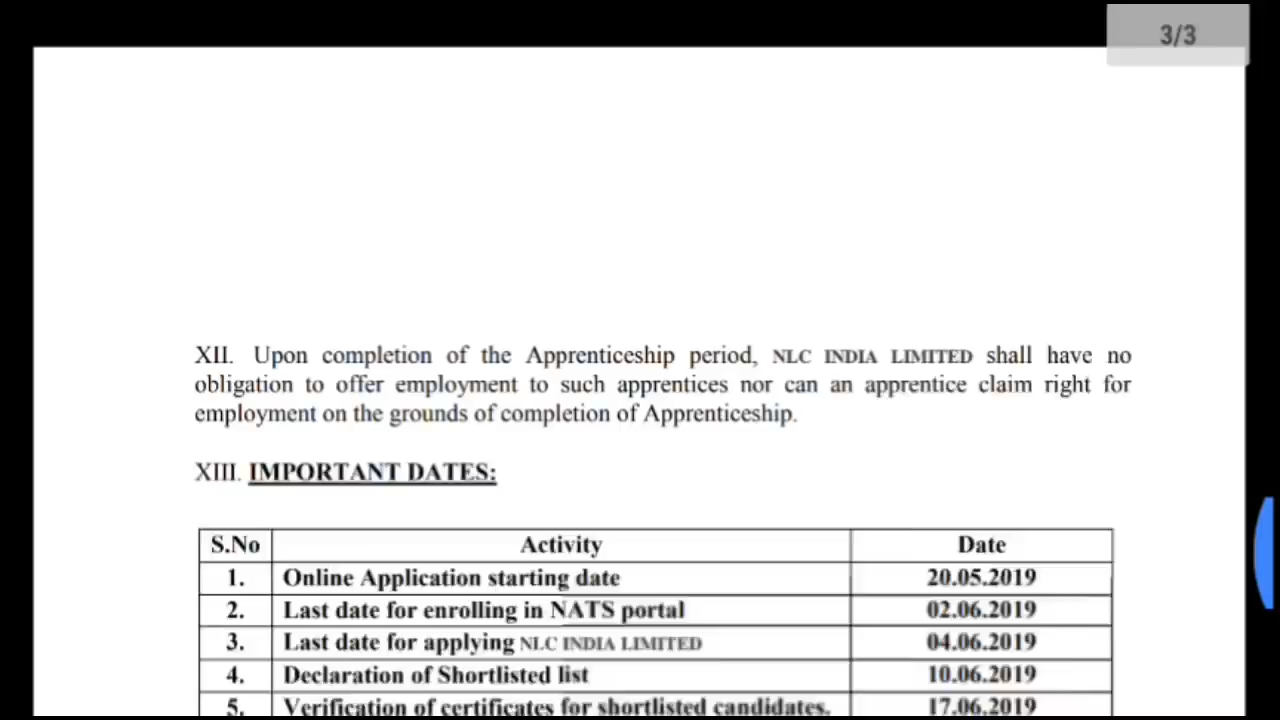 3/3
XII. Upon completion of the Apprenticeship period, NLC INDIA LIMITED shall have no
obligation to offer employment to such apprentices nor can an apprentice claim right for
employment on the grounds of completion of Apprenticeship.
XIII. IMPORTANT DATES:
S.No Activity Date
1. Online Application starting date 20.05.2019
2. Last date for enrolling in NATS portal 02.06.2019
3. Last date for applying NLC INDIA LIMITED 04.06.2019
4. Declaration of Shortlisted list 10.06.2019
5. Verification of certificates for shortlisted candidates. 17.06.2019